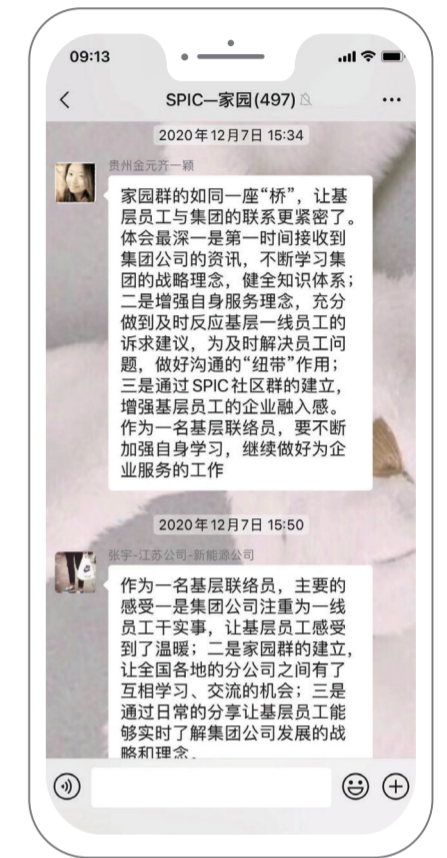 09:13
SPIC—家园(497)
2020年12月7日 15:34
贵州金元齐一颖
家园群的如同一座“桥”，让基
层员工与集团的联系更紧密了。
体会最深一是第一时间接收到
集团公司的资讯，不断学习集
团的战略理念，健全知识体系；
二是增强自身服务理念，充分
做到及时反应基层一线员工的
诉求建议，为及时解决员工问
题，做好沟通的“纽带”作用；
三是通过SPIC社区群的建立，
增强基层员工的企业融入感。
作为一名基层联络员，要不断
加强自身学习，继续做好为企
业服务的工作
2020年12月7日 15:50
张宇-江苏公司-新能源公司
作为一名基层联络员，主要的
感受一是集团公司注重为一线
员工干实事，让基层员工感受
到了温暖；二是家园群的建立，
让全国各地的分公司之间有了
互相学习、交流的机会；三是
通过日常的分享让基层员工能
够实时了解集团公司发展的战
略和理念。